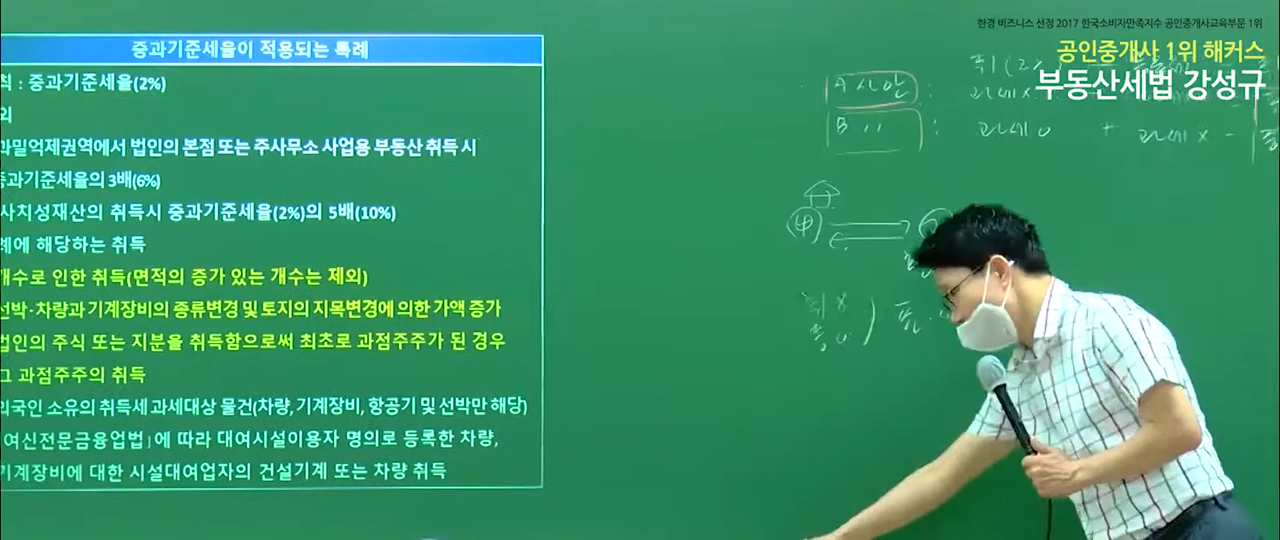 한경 비즈니스 선정 2017 한국소비자만족지수 공인중개사교육부문 1위
공인중개사 1위 해커스
부동산세법 강성규
중과기준세율이 적용되는 특례
칙 : 중과기준세율(2%)
외
과밀억제권역에서 법인의 본점 또는 주사무소 사업용 부동산 취득 시
중과기준세율의 3배(6%)
사치성재산의 취득시 중과기준세율(2%)의 5배(10%)
례에 해당하는 취득
개수로 인한 취득(면적의 증가 있는 개수는 제외)
선박·차량과 기계장비의 종류변경 및 토지의 지목변경에 의한 가액 증가
법인의 주식 또는 지분을 취득함으로써 최초로 과점주주가 된 경우
그 과점주주의 취득
외국인 소유의 취득세 과세대상 물건(차량, 기계장비, 항공기 및 선박만 해당)
여신전문금융업법」에 따라 대여시설이용자 명의로 등록한 차량,
기계장비에 대한 시설대여업자의 건설기계 또는 차량 취득
A 시안 :
B 〃 : 과세 o + 과세 x -
甲